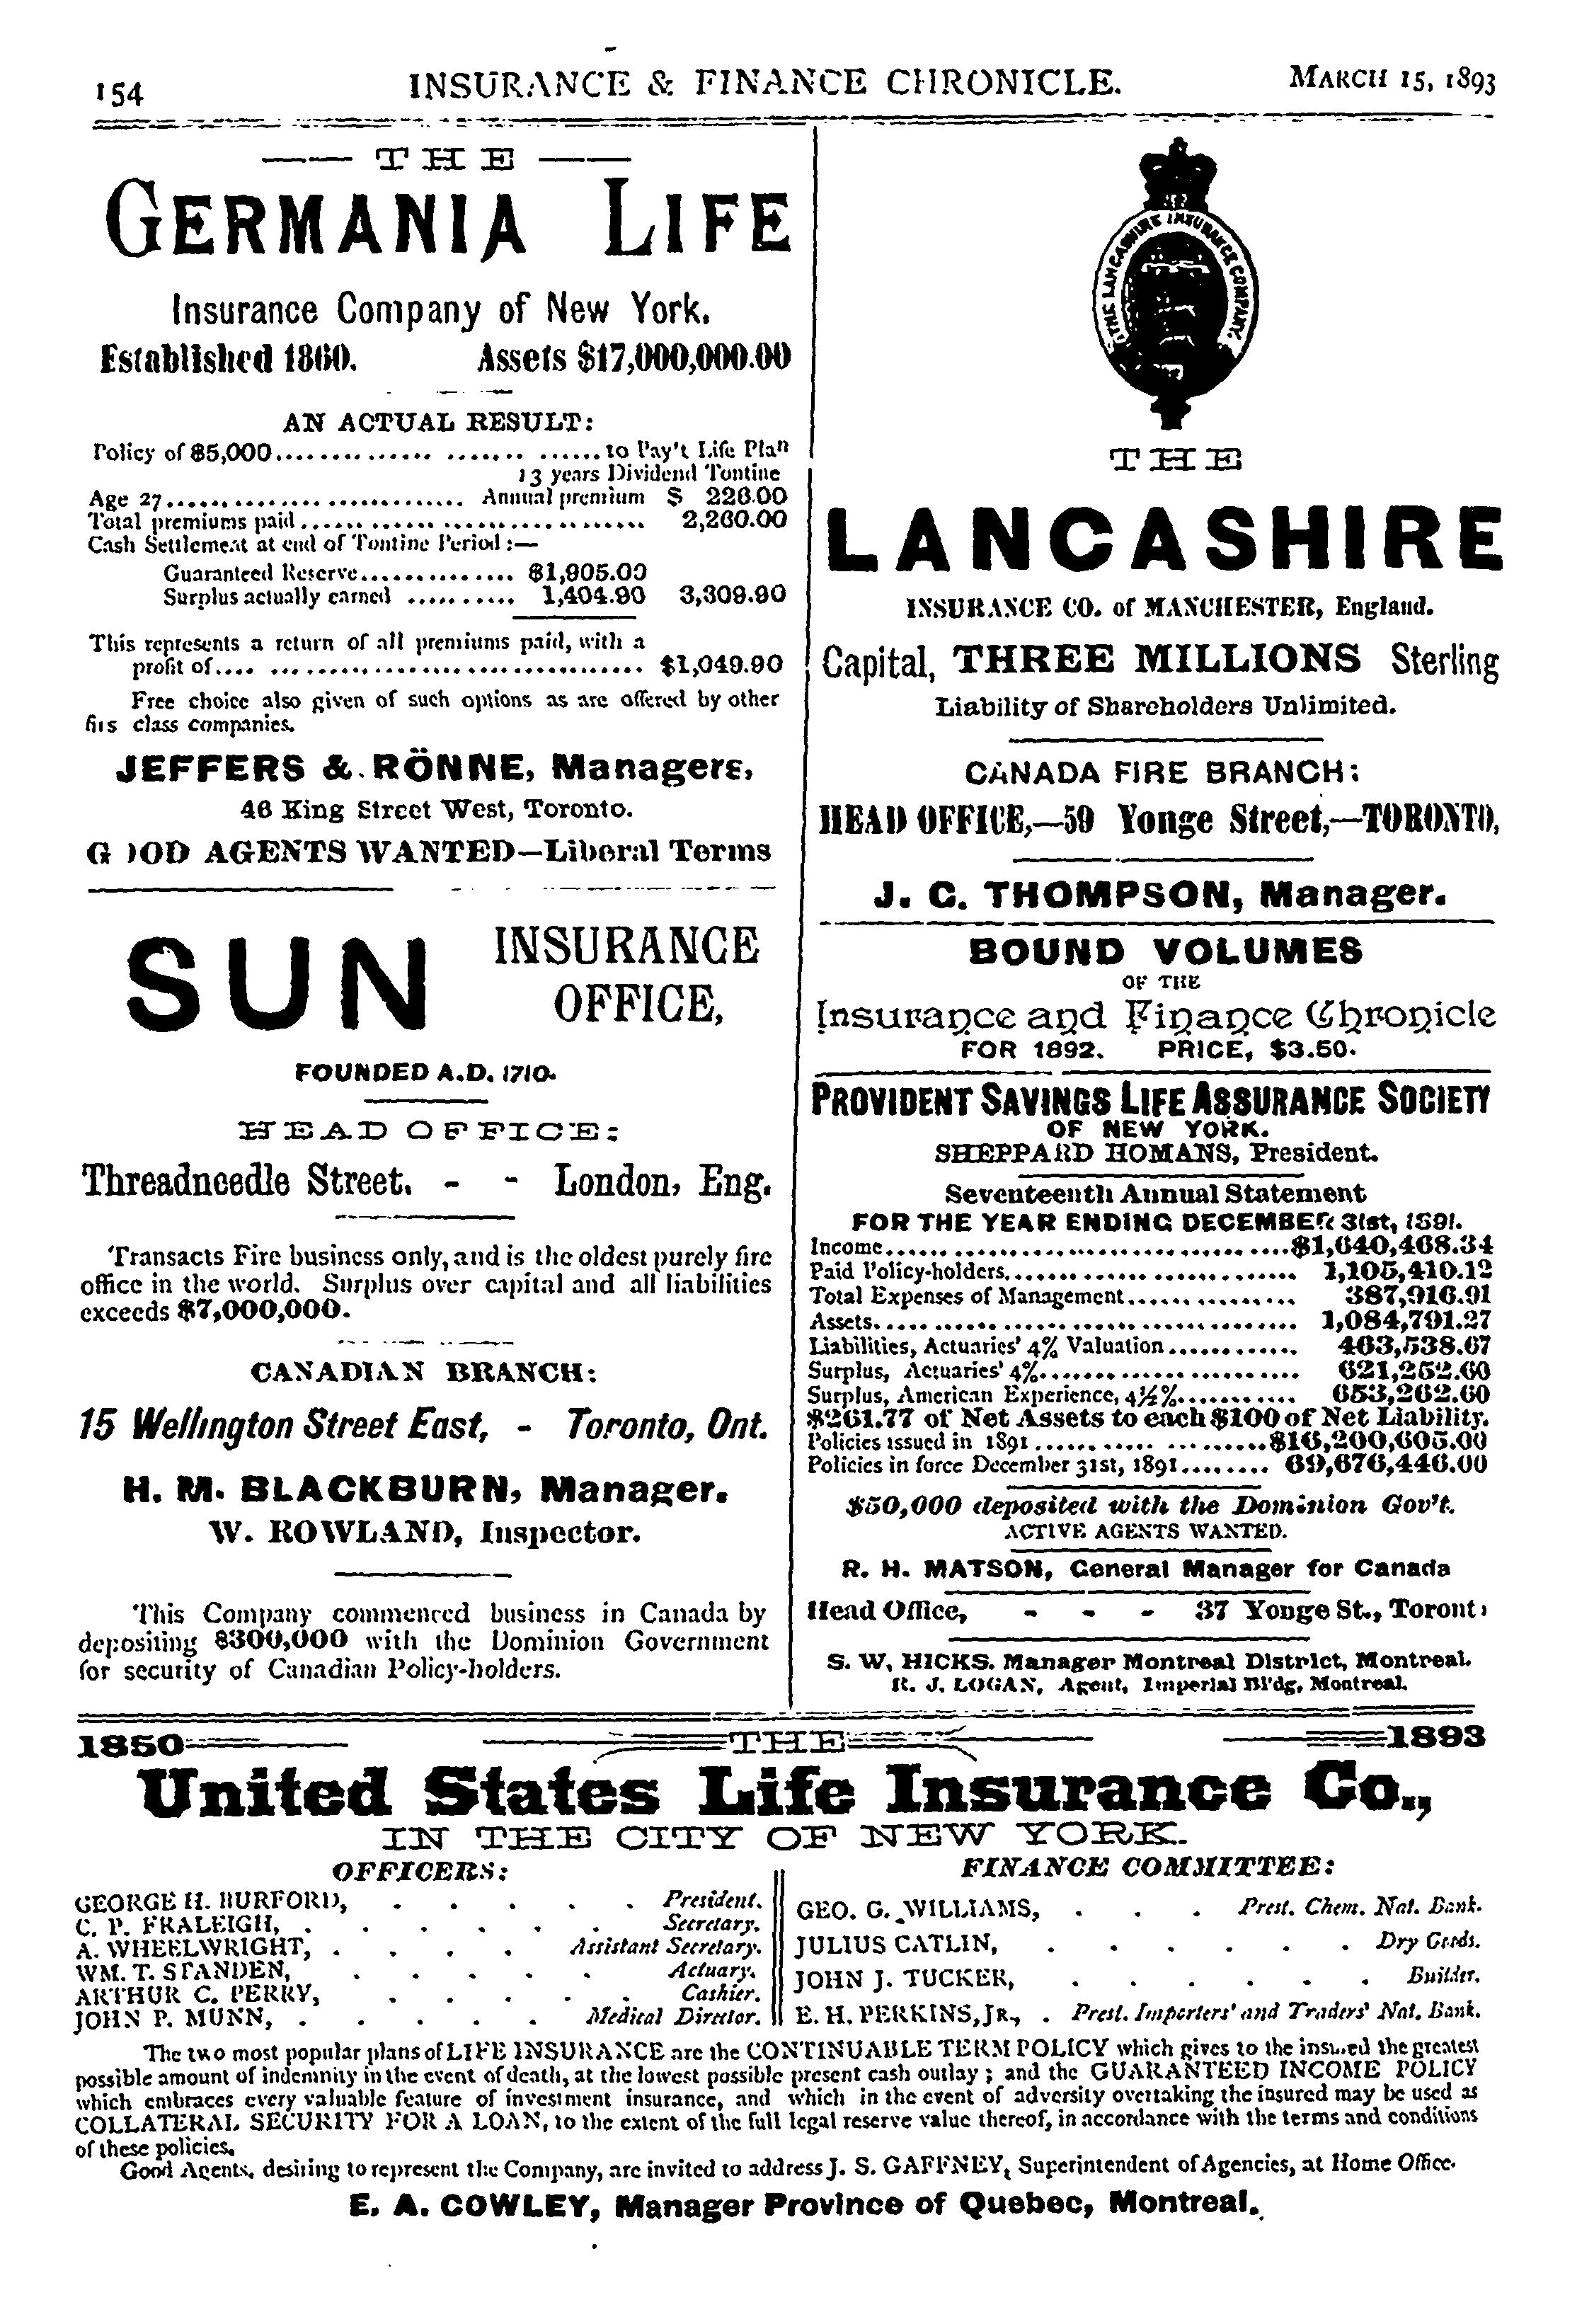 154
INSURANCE & FINANCE CHRONICLE.
MARCH 15, 1893
THE
GERMANIA LIFE
Insurance Company of New York.
Established 1860. Assets $17,000,000.00
AN ACTUAL RESULT:
Policy of $5,000.................................to Pay't Life Plan
13 years Dividend Tontine
Age 27............................ Annual premium $ 226.00
Total premiums paid.................................... 2,260.00
Cash Settlement at end of Tontine Period:—
Guaranteed Reserve............... $1,905.00
Surplus actually earned .......... 1,404.90 3,309.90
This represents a return of all premiums paid, with a
profit of.......................................... $1,049.90
Free choice also given of such options as are offered by other
class companies.
JEFFERS & RÖNNE, Managers,
46 King Street West, Toronto.
GOOD AGENTS WANTED—Liberal Terms
SUN INSURANCE
OFFICE,
FOUNDED A.D. 1710.
HEAD OFFICE:
Threadneedle Street. - - London, Eng.
Transacts Fire business only, and is the oldest purely fire
office in the world. Surplus over capital and all liabilities
exceeds $7,000,000.
CANADIAN BRANCH:
15 Wellington Street East, - Toronto, Ont.
H. M. BLACKBURN, Manager.
W. ROWLAND, Inspector.
This Company commenced business in Canada by
depositing $300,000 with the Dominion Government
for security of Canadian Policy-holders.
THE LANCASHIRE INSURANCE COMPANY.
THE
LANCASHIRE
INSURANCE CO. of MANCHESTER, England.
Capital, THREE MILLIONS Sterling
Liability of Shareholders Unlimited.
CANADA FIRE BRANCH:
HEAD OFFICE,—59 Yonge Street,—TORONTO,
J. C. THOMPSON, Manager.
BOUND VOLUMES
OF THE
Insurance and Finance Chronicle
FOR 1892. PRICE, $3.50.
PROVIDENT SAVINGS LIFE ASSURANCE SOCIETY
OF NEW YORK.
SHEPPARD HOMANS, President.
Seventeenth Annual Statement
FOR THE YEAR ENDING DECEMBER 31st, 1891.
Income..........................................$1,640,468.34
Paid Policy-holders.............................. 1,105,410.12
Total Expenses of Management................. 387,916.91
Assets........................................... 1,084,791.27
Liabilities, Actuaries' 4% Valuation............ 463,538.67
Surplus, Actuaries' 4%........................... 621,252.60
Surplus, American Experience, 4½%........... 653,262.60
$261.77 of Net Assets to each $100 of Net Liability.
Policies issued in 1891.........................$16,200,605.00
Policies in force December 31st, 1891......... 69,676,446.00
$50,000 deposited with the Dominion Gov't.
ACTIVE AGENTS WANTED.
R. H. MATSON, General Manager for Canada
Head Office, - - - 37 Yonge St., Toronto
S. W. HICKS. Manager Montreal District, Montreal.
R. J. LOGAN, Agent, Imperial Bl'dg, Montreal.
1850 THE 1893
United States Life Insurance Co.,
IN THE CITY OF NEW YORK.
OFFICERS:
GEORGE H. BURFORD, . . . . . President.
C. P. FRALEIGH, . . . . . . Secretary.
A. WHEELWRIGHT, . . . . Assistant Secretary.
WM. T. STANDEN, . . . . . Actuary.
ARTHUR C. PERRY, . . . . . Cashier.
JOHN P. MUNN, . . . . . Medical Director.
FINANCE COMMITTEE:
GEO. G. WILLIAMS, . . . Prest. Chem. Nat. Bank.
JULIUS CATLIN, . . . . . . Dry Goods.
JOHN J. TUCKER, . . . . . . Builder.
E. H. PERKINS, JR., . Prest. Importers' and Traders' Nat. Bank.
The two most popular plans of LIFE INSURANCE are the CONTINUABLE TERM POLICY which gives to the insured the greatest
possible amount of indemnity in the event of death, at the lowest possible present cash outlay; and the GUARANTEED INCOME POLICY
which embraces every valuable feature of investment insurance, and which in the event of adversity overtaking the insured may be used as
COLLATERAL SECURITY FOR A LOAN, to the extent of the full legal reserve value thereof, in accordance with the terms and conditions
of these policies.
Good Agents, desiring to represent the Company, are invited to address J. S. GAFFNEY, Superintendent of Agencies, at Home Office.
E. A. COWLEY, Manager Province of Quebec, Montreal.